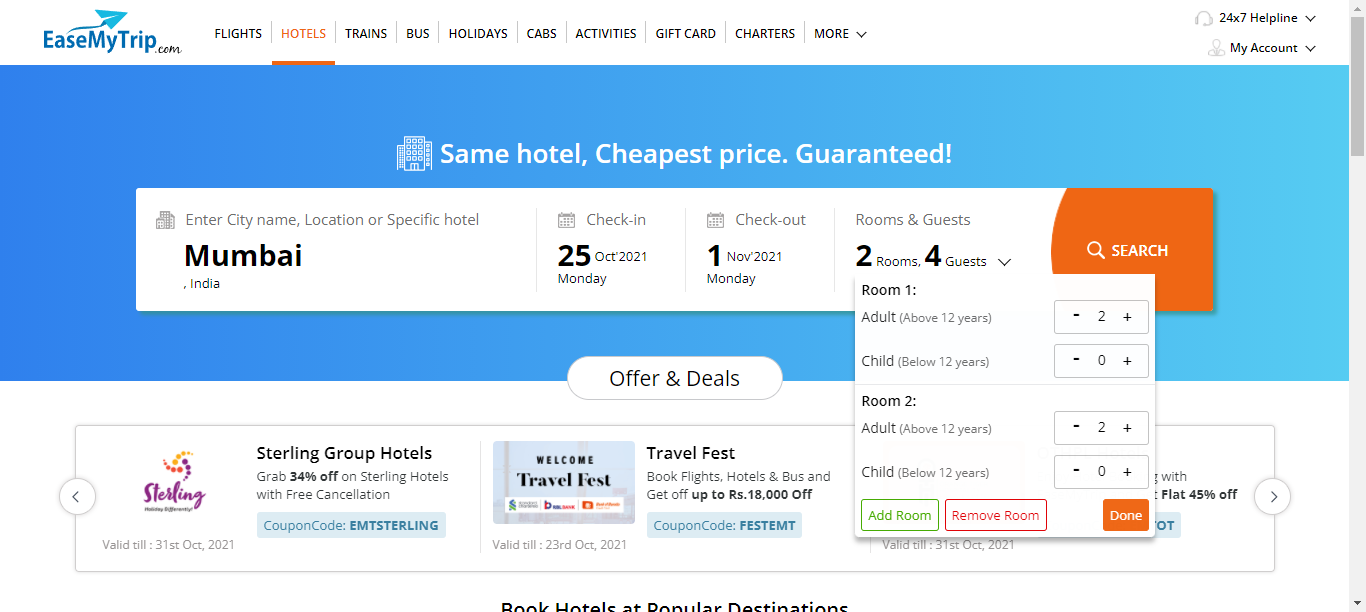 EaseMyTrip.com
FLIGHTS
HOTELS
TRAINS
BUS
HOLIDAYS
CABS
ACTIVITIES
GIFT CARD
CHARTERS
MORE
24x7 Helpline
My Account
Same hotel, Cheapest price. Guaranteed!
Enter City name, Location or Specific hotel
Mumbai
, India
Check-in
25 Oct'2021
Monday
Check-out
1 Nov'2021
Monday
Rooms & Guests
2 Rooms, 4 Guests
SEARCH
Room 1:
Adult (Above 12 years)
- 2 +
Child (Below 12 years)
- 0 +
Room 2:
Adult (Above 12 years)
- 2 +
Child (Below 12 years)
- 0 +
Add Room
Remove Room
Done
Offer & Deals
Sterling
Holiday Differently!
Sterling Group Hotels
Grab 34% off on Sterling Hotels
with Free Cancellation
CouponCode: EMTSTERLING
Valid till : 31st Oct, 2021
WELCOME
Travel Fest
RBLBANK
Travel Fest
Book Flights, Hotels & Bus and
Get off up to Rs.18,000 Off
CouponCode: FESTEMT
Valid till : 23rd Oct, 2021
with
Flat 45% off
Valid till : 31st Oct, 2021
Book Hotels at Popular Destinations